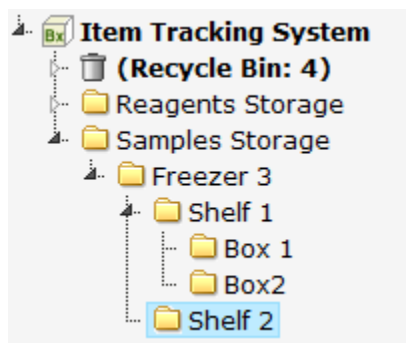 Bx Item Tracking System
(Recycle Bin: 4)
Reagents Storage
Samples Storage
Freezer 3
Shelf 1
Box 1
Box2
Shelf 2